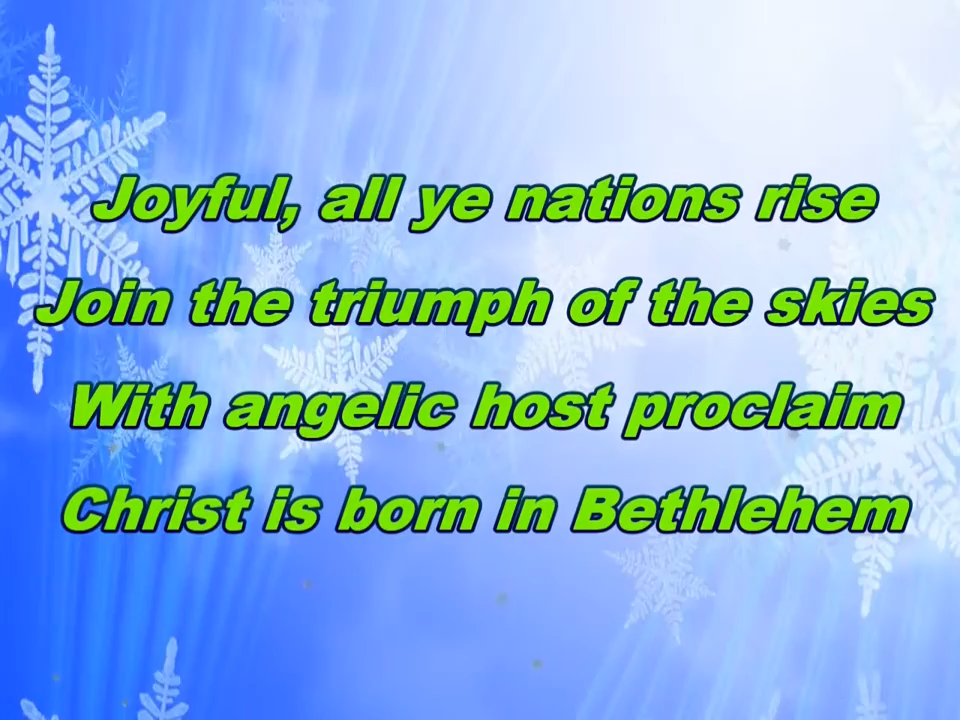 Joyful, all ye nations rise
Join the triumph of the skies
With angelic host proclaim
Christ is born in Bethlehem